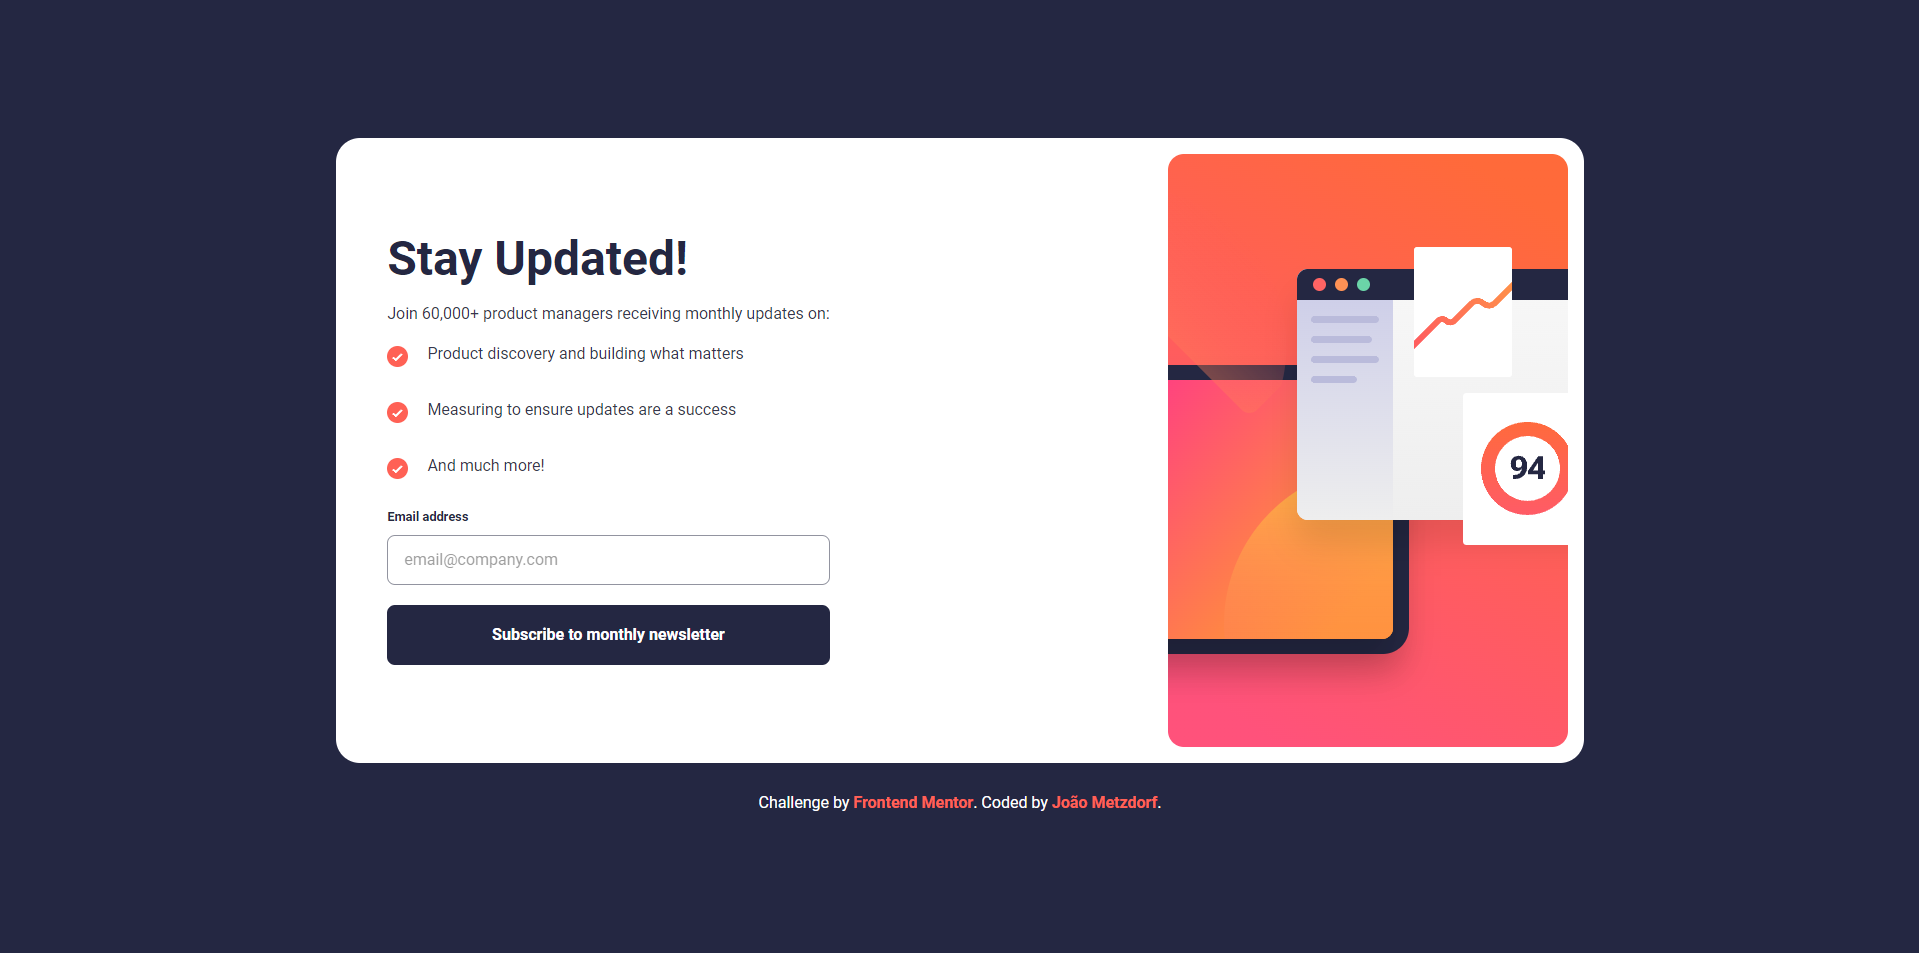 Stay Updated!
Join 60,000+ product managers receiving monthly updates on:
Product discovery and building what matters
Measuring to ensure updates are a success
And much more!
Email address
email@company.com
Subscribe to monthly newsletter
94
Challenge by Frontend Mentor. Coded by João Metzdorf.